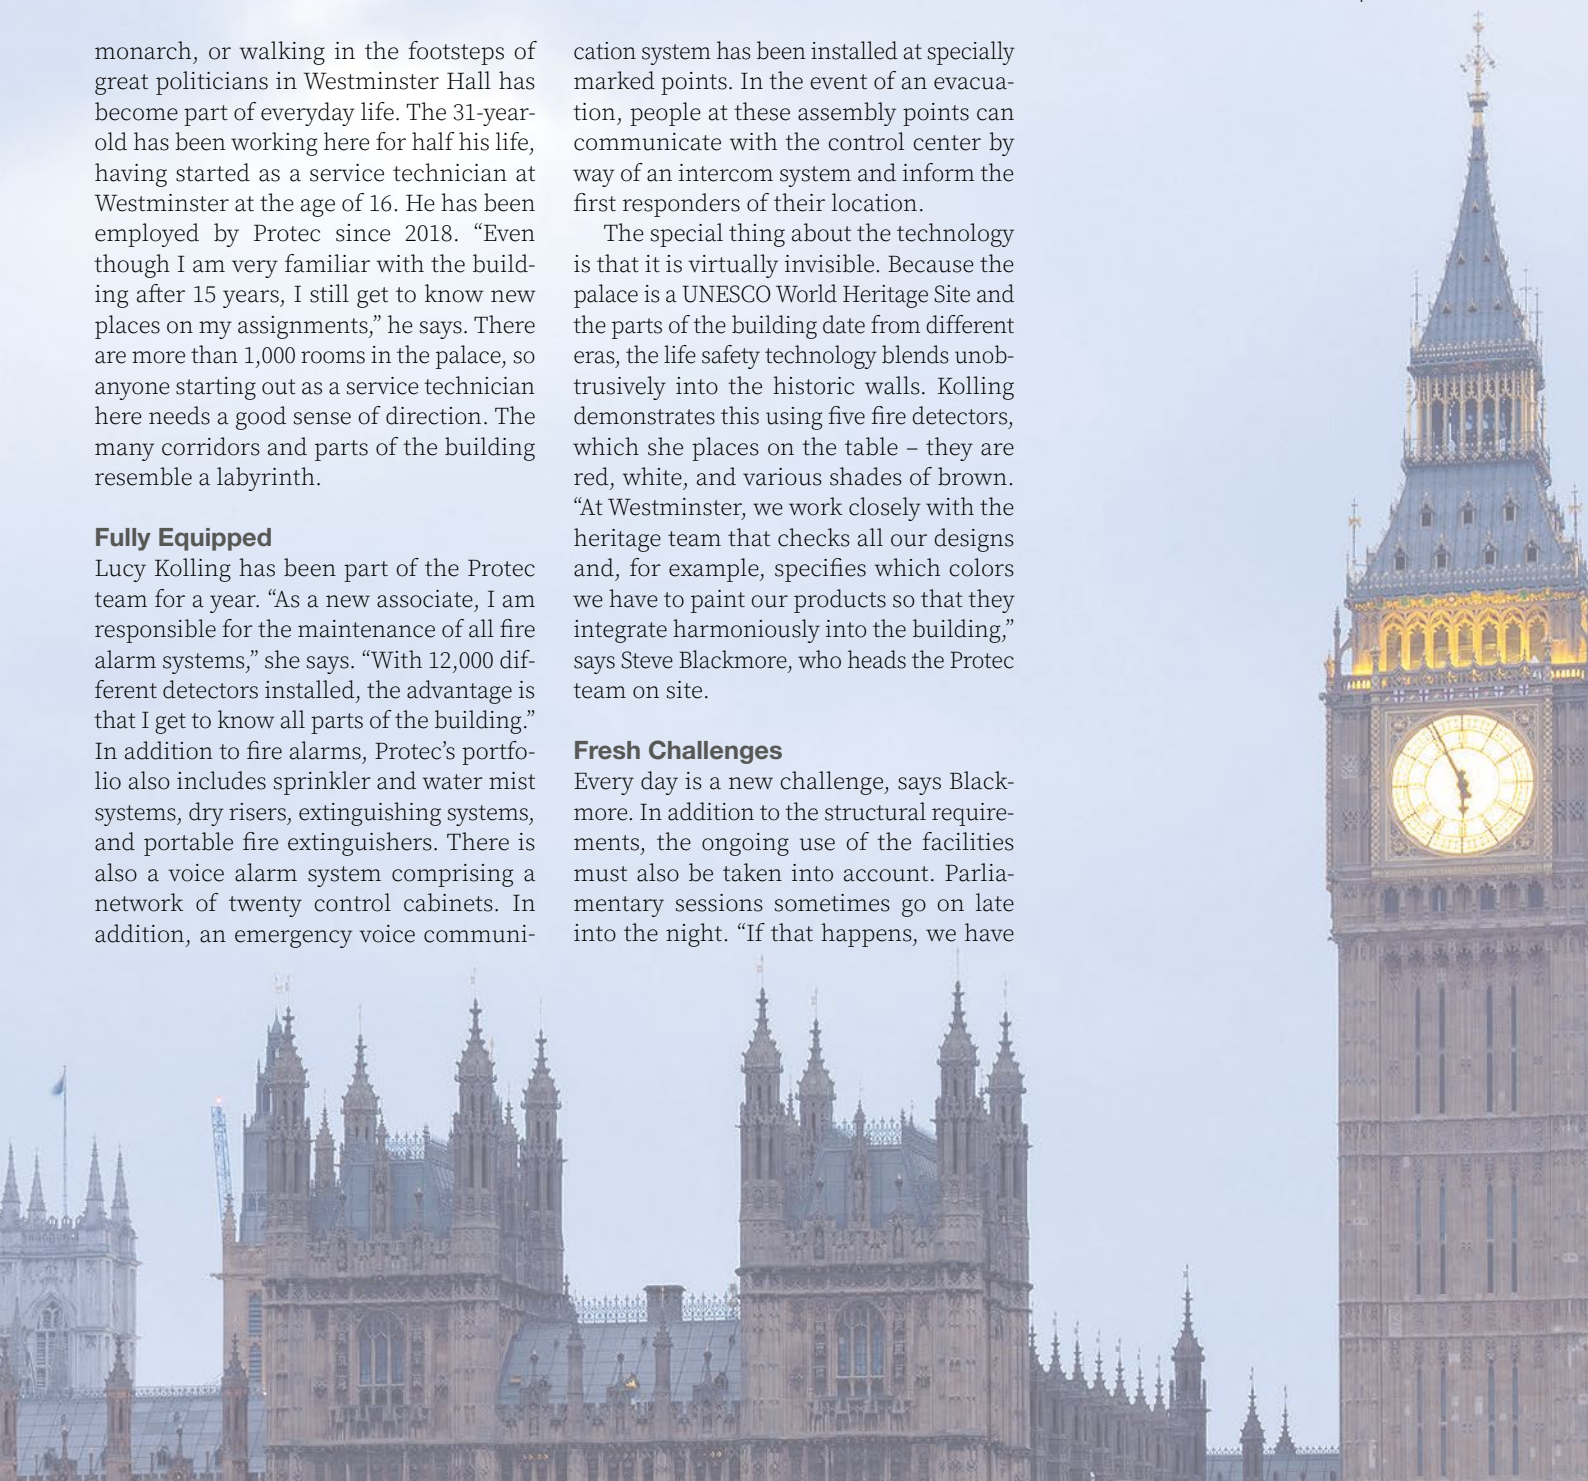 monarch, or walking in the footsteps of
great politicians in Westminster Hall has
become part of everyday life. The 31-year-
old has been working here for half his life,
having started as a service technician at
Westminster at the age of 16. He has been
employed by Protec since 2018. “Even
though I am very familiar with the build-
ing after 15 years, I still get to know new
places on my assignments,” he says. There
are more than 1,000 rooms in the palace, so
anyone starting out as a service technician
here needs a good sense of direction. The
many corridors and parts of the building
resemble a labyrinth.
Fully Equipped
Lucy Kolling has been part of the Protec
team for a year. “As a new associate, I am
responsible for the maintenance of all fire
alarm systems,” she says. “With 12,000 dif-
ferent detectors installed, the advantage is
that I get to know all parts of the building.”
In addition to fire alarms, Protec’s portfo-
lio also includes sprinkler and water mist
systems, dry risers, extinguishing systems,
and portable fire extinguishers. There is
also a voice alarm system comprising a
network of twenty control cabinets. In
addition, an emergency voice communi-
cation system has been installed at specially
marked points. In the event of an evacua-
tion, people at these assembly points can
communicate with the control center by
way of an intercom system and inform the
first responders of their location.
The special thing about the technology
is that it is virtually invisible. Because the
palace is a UNESCO World Heritage Site and
the parts of the building date from different
eras, the life safety technology blends unob-
trusively into the historic walls. Kolling
demonstrates this using five fire detectors,
which she places on the table – they are
red, white, and various shades of brown.
“At Westminster, we work closely with the
heritage team that checks all our designs
and, for example, specifies which colors
we have to paint our products so that they
integrate harmoniously into the building,”
says Steve Blackmore, who heads the Protec
team on site.
Fresh Challenges
Every day is a new challenge, says Black-
more. In addition to the structural require-
ments, the ongoing use of the facilities
must also be taken into account. Parlia-
mentary sessions sometimes go on late
into the night. “If that happens, we have